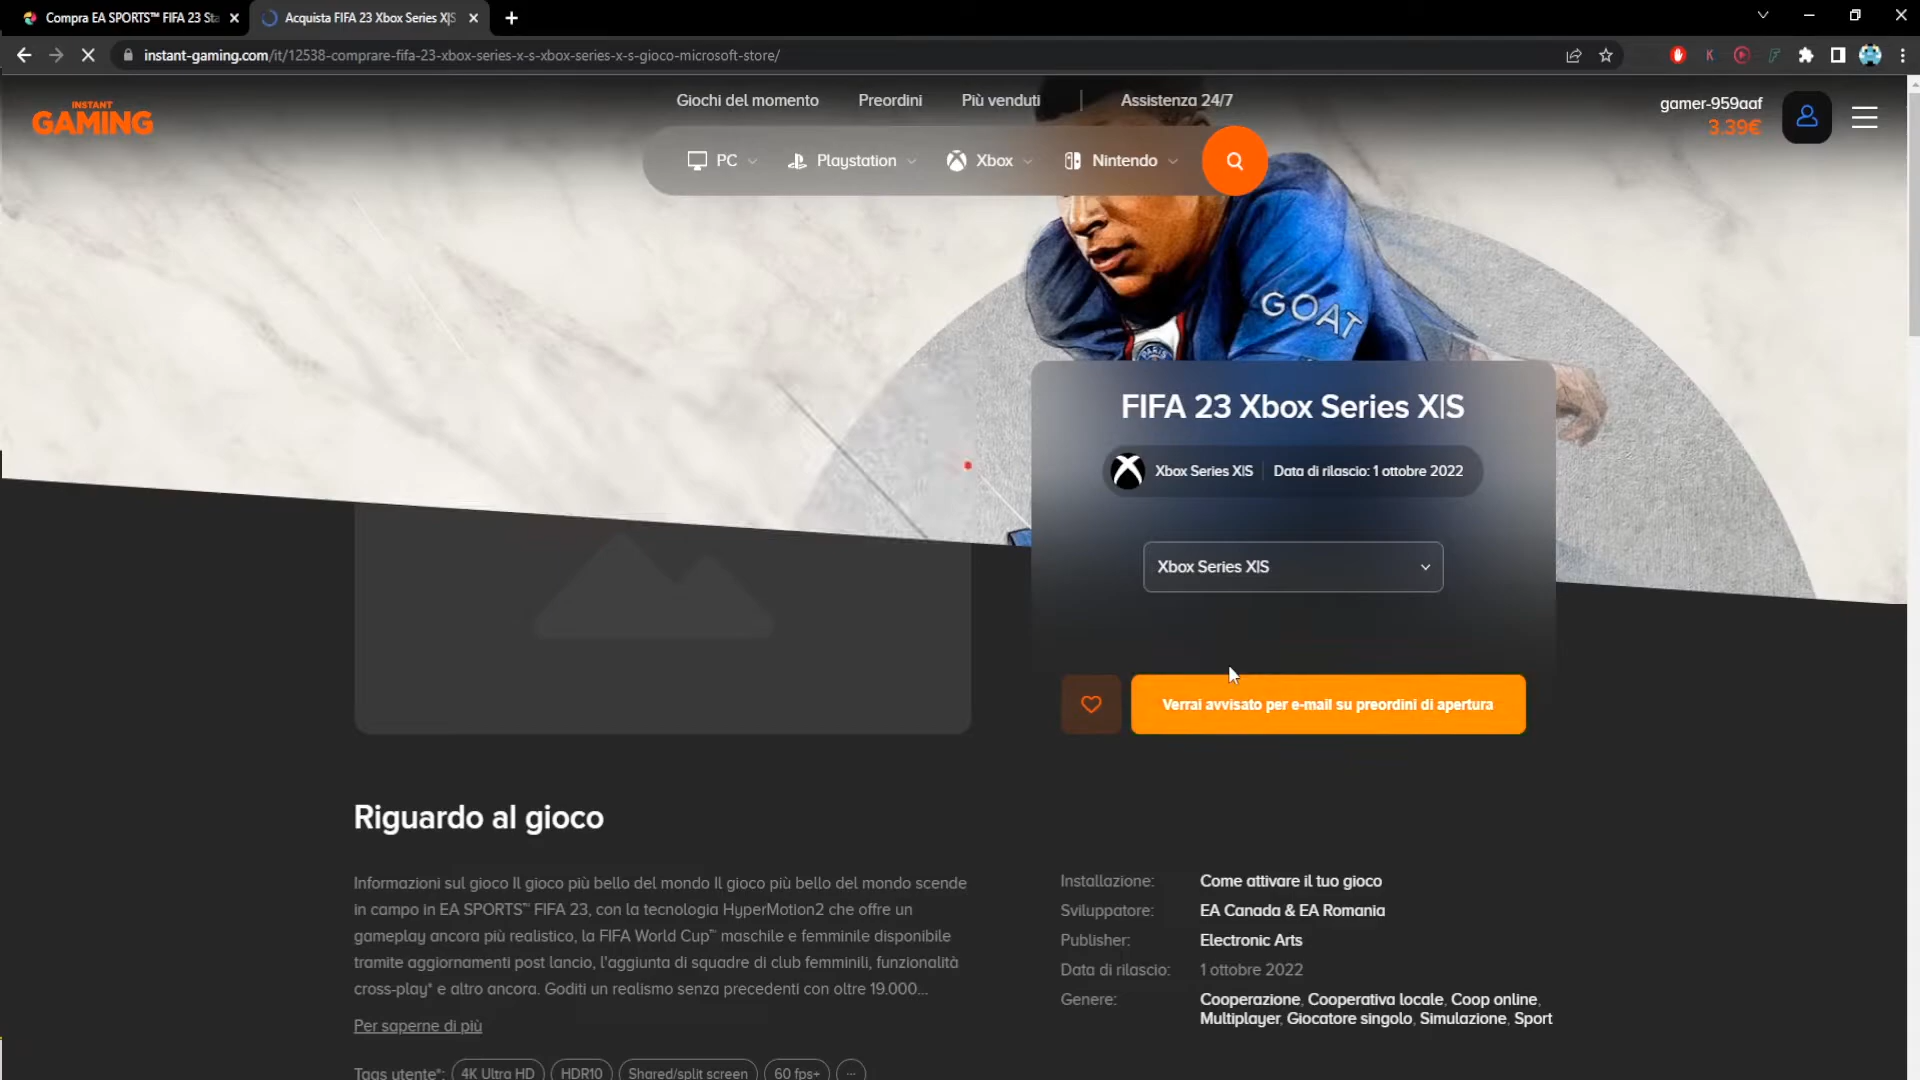 Compra EA SPORTS™ FIFA 23 Sta
Acquista FIFA 23 Xbox Series X|S
instant-gaming.com/it/12538-comprare-fifa-23-xbox-series-x-s-xbox-series-x-s-gioco-microsoft-store/
INSTANT
GAMING
Giochi del momento
Preordini
Più venduti
Assistenza 24/7
gamer-959aaf
3.39€
PC
Playstation
Xbox
Nintendo
GOAT
PARIS
FIFA 23 Xbox Series X|S
Xbox Series X|S
Data di rilascio: 1 ottobre 2022
Xbox Series X|S
Verrai avvisato per e-mail su preordini di apertura
Riguardo al gioco
Informazioni sul gioco Il gioco più bello del mondo Il gioco più bello del mondo scende
in campo in EA SPORTS™ FIFA 23, con la tecnologia HyperMotion2 che offre un
gameplay ancora più realistico, la FIFA World Cup™ maschile e femminile disponibile
tramite aggiornamenti post lancio, l'aggiunta di squadre di club femminili, funzionalità
cross-play* e altro ancora. Goditi un realismo senza precedenti con oltre 19.000...
Per saperne di più
Installazione: Come attivare il tuo gioco
Sviluppatore: EA Canada & EA Romania
Publisher: Electronic Arts
Data di rilascio: 1 ottobre 2022
Genere: Cooperazione, Cooperativa locale, Coop online,
Multiplayer, Giocatore singolo, Simulazione, Sport
Tags utente*: 4K Ultra HD HDR10 Shared/split screen 60 fps+ ...